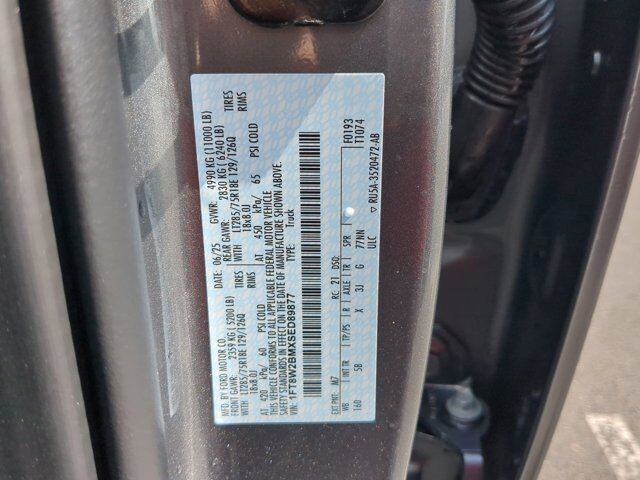 MFD. BY FORD MOTOR CO.
DATE: 06/25 GVWR: 4990 KG (11000 LB)
FRONT GAWR: 2359 KG (5200 LB) REAR GAWR: 2830 KG (6240 LB)
WITH LT285/75R18E 129/126Q TIRES WITH LT285/75R18E 129/126Q TIRES
18x8.0J RIMS 18x8.0J RIMS
AT 420 kPa/ 60 PSI COLD AT 450 kPa/ 65 PSI COLD
THIS VEHICLE CONFORMS TO ALL APPLICABLE FEDERAL MOTOR VEHICLE
SAFETY STANDARDS IN EFFECT ON THE DATE OF MANUFACTURE SHOWN ABOVE.
VIN: 1FT8W2BMXSED89877 TYPE: Truck
F0193
T1074
EXT PNT: M7 RC: 21 DSO:
WB INT TR TP/PS R AXLE TR SPR
160 5B X 3J G 77NN
ULC
▽ RU5A-3520472-AB